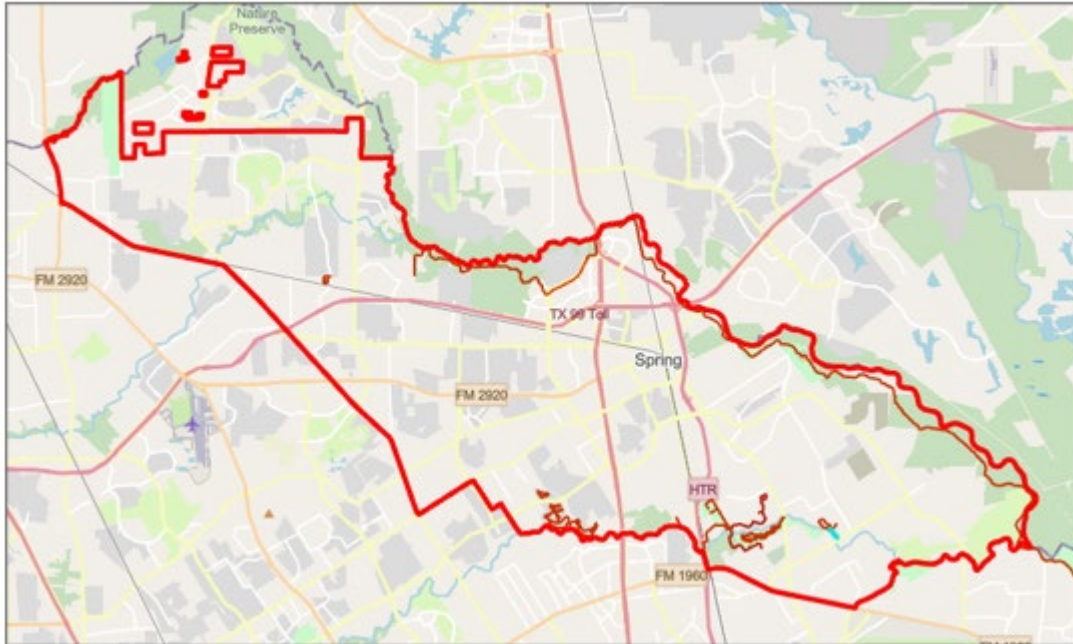 Nature
Preserve
FM 2920
TX 99 Toll
Spring
FM 2920
HTR
FM 1960